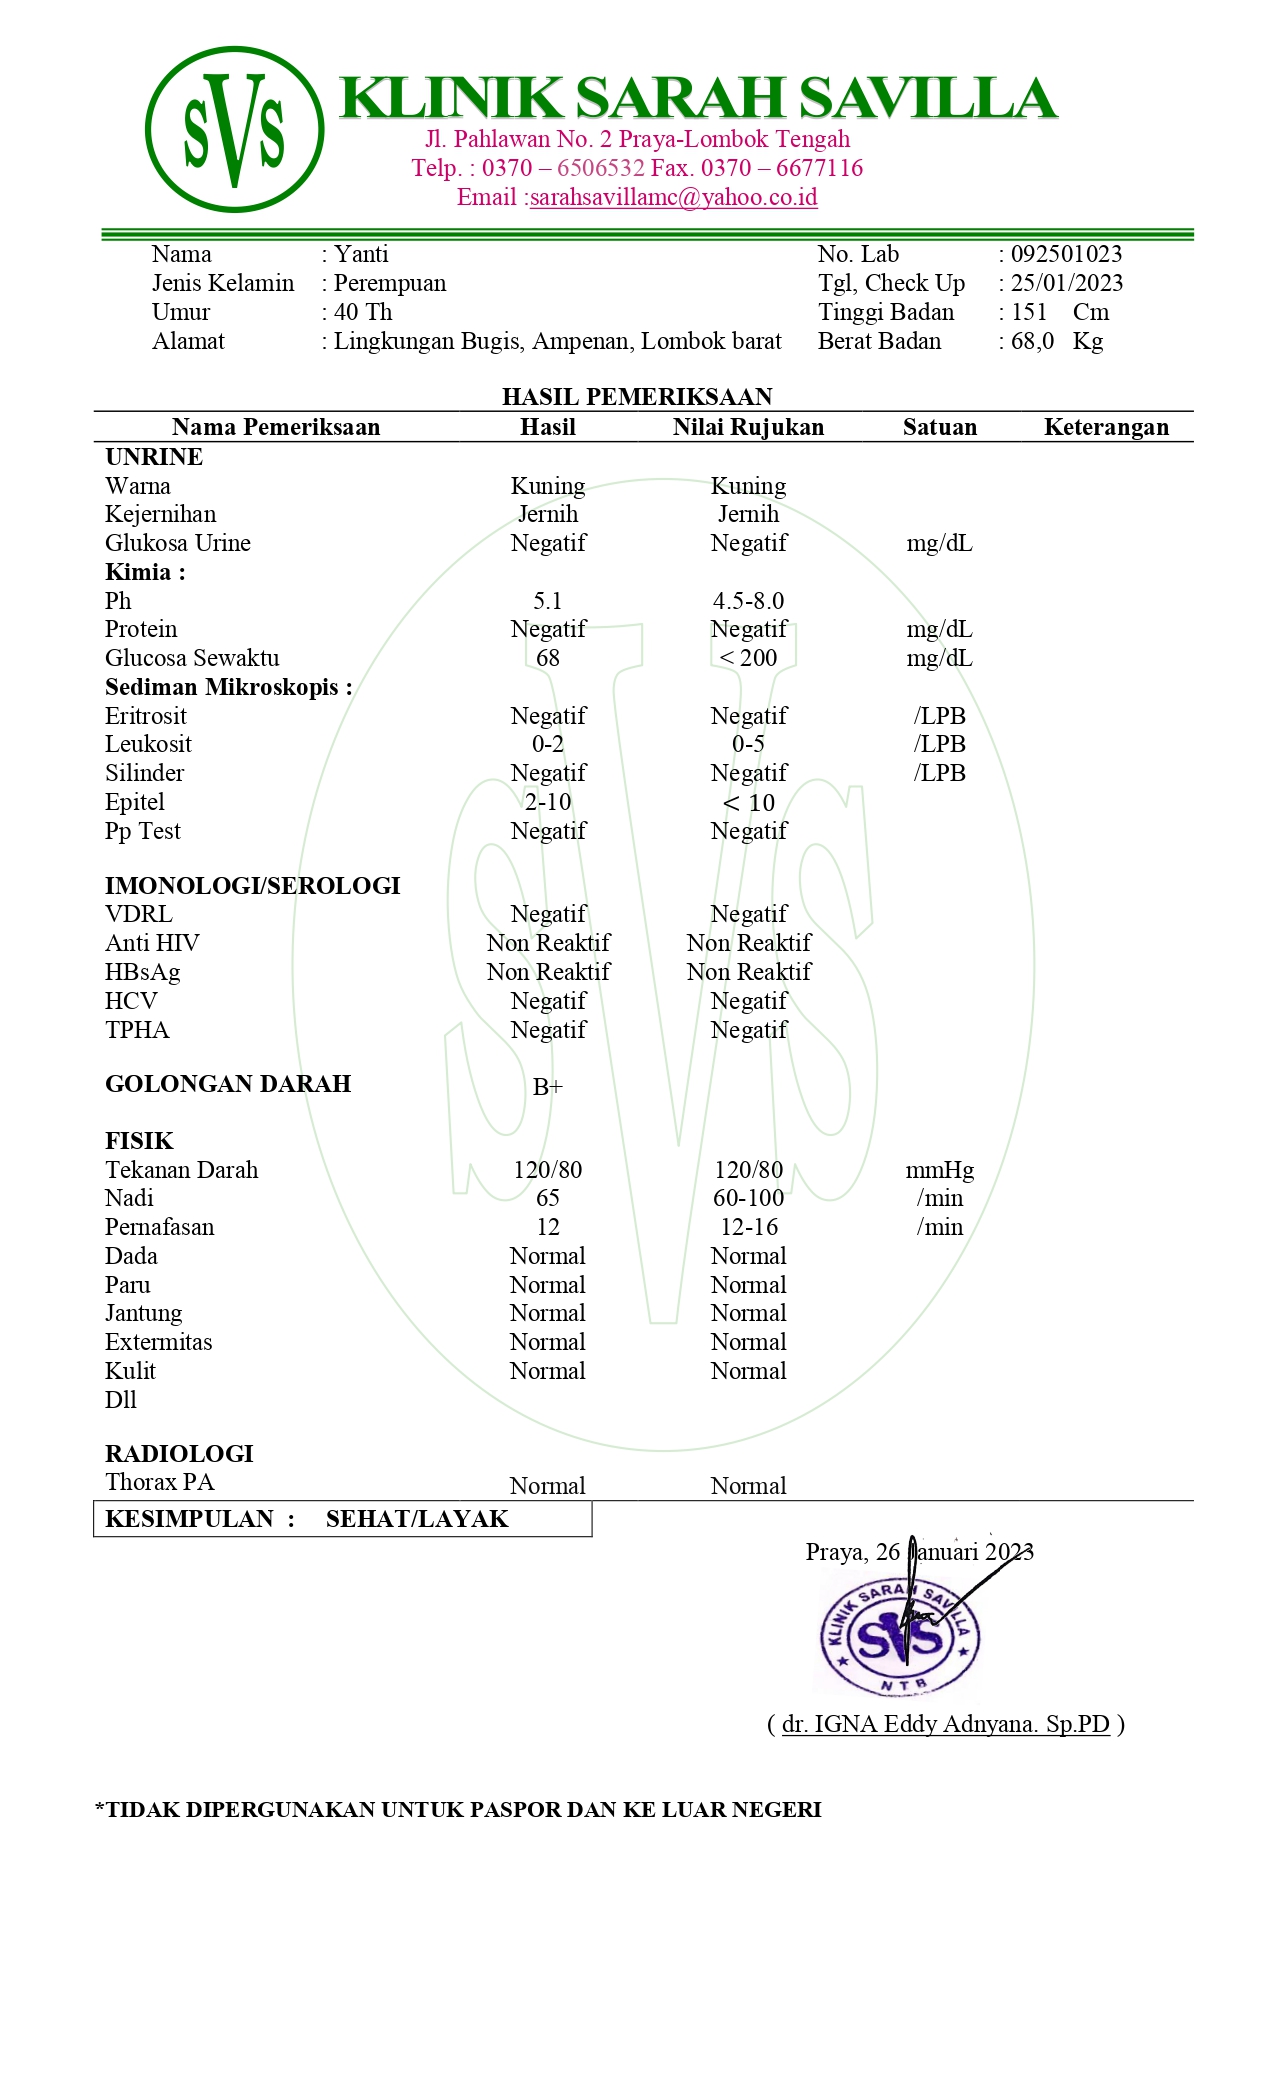 SVS
KLINIK SARAH SAVILLA
Jl. Pahlawan No. 2 Praya-Lombok Tengah
Telp. : 0370 – 6506532 Fax. 0370 – 6677116
Email :sarahsavillamc@yahoo.co.id
Nama : Yanti No. Lab : 092501023
Jenis Kelamin : Perempuan Tgl, Check Up : 25/01/2023
Umur : 40 Th Tinggi Badan : 151 Cm
Alamat : Lingkungan Bugis, Ampenan, Lombok barat Berat Badan : 68,0 Kg
HASIL PEMERIKSAAN
Nama Pemeriksaan Hasil Nilai Rujukan Satuan Keterangan
UNRINE
Warna Kuning Kuning
Kejernihan Jernih Jernih
Glukosa Urine Negatif Negatif mg/dL
Kimia :
Ph 5.1 4.5-8.0
Protein Negatif Negatif mg/dL
Glucosa Sewaktu 68 < 200 mg/dL
Sediman Mikroskopis :
Eritrosit Negatif Negatif /LPB
Leukosit 0-2 0-5 /LPB
Silinder Negatif Negatif /LPB
Epitel 2-10 < 10
Pp Test Negatif Negatif
IMONOLOGI/SEROLOGI
VDRL Negatif Negatif
Anti HIV Non Reaktif Non Reaktif
HBsAg Non Reaktif Non Reaktif
HCV Negatif Negatif
TPHA Negatif Negatif
GOLONGAN DARAH B+
FISIK
Tekanan Darah 120/80 120/80 mmHg
Nadi 65 60-100 /min
Pernafasan 12 12-16 /min
Dada Normal Normal
Paru Normal Normal
Jantung Normal Normal
Extermitas Normal Normal
Kulit Normal Normal
Dll
RADIOLOGI
Thorax PA Normal Normal
KESIMPULAN : SEHAT/LAYAK
Praya, 26 Januari 2023
KLINIK SARAH SAVILLA
SVS
NTB
( dr. IGNA Eddy Adnyana. Sp.PD )
*TIDAK DIPERGUNAKAN UNTUK PASPOR DAN KE LUAR NEGERI